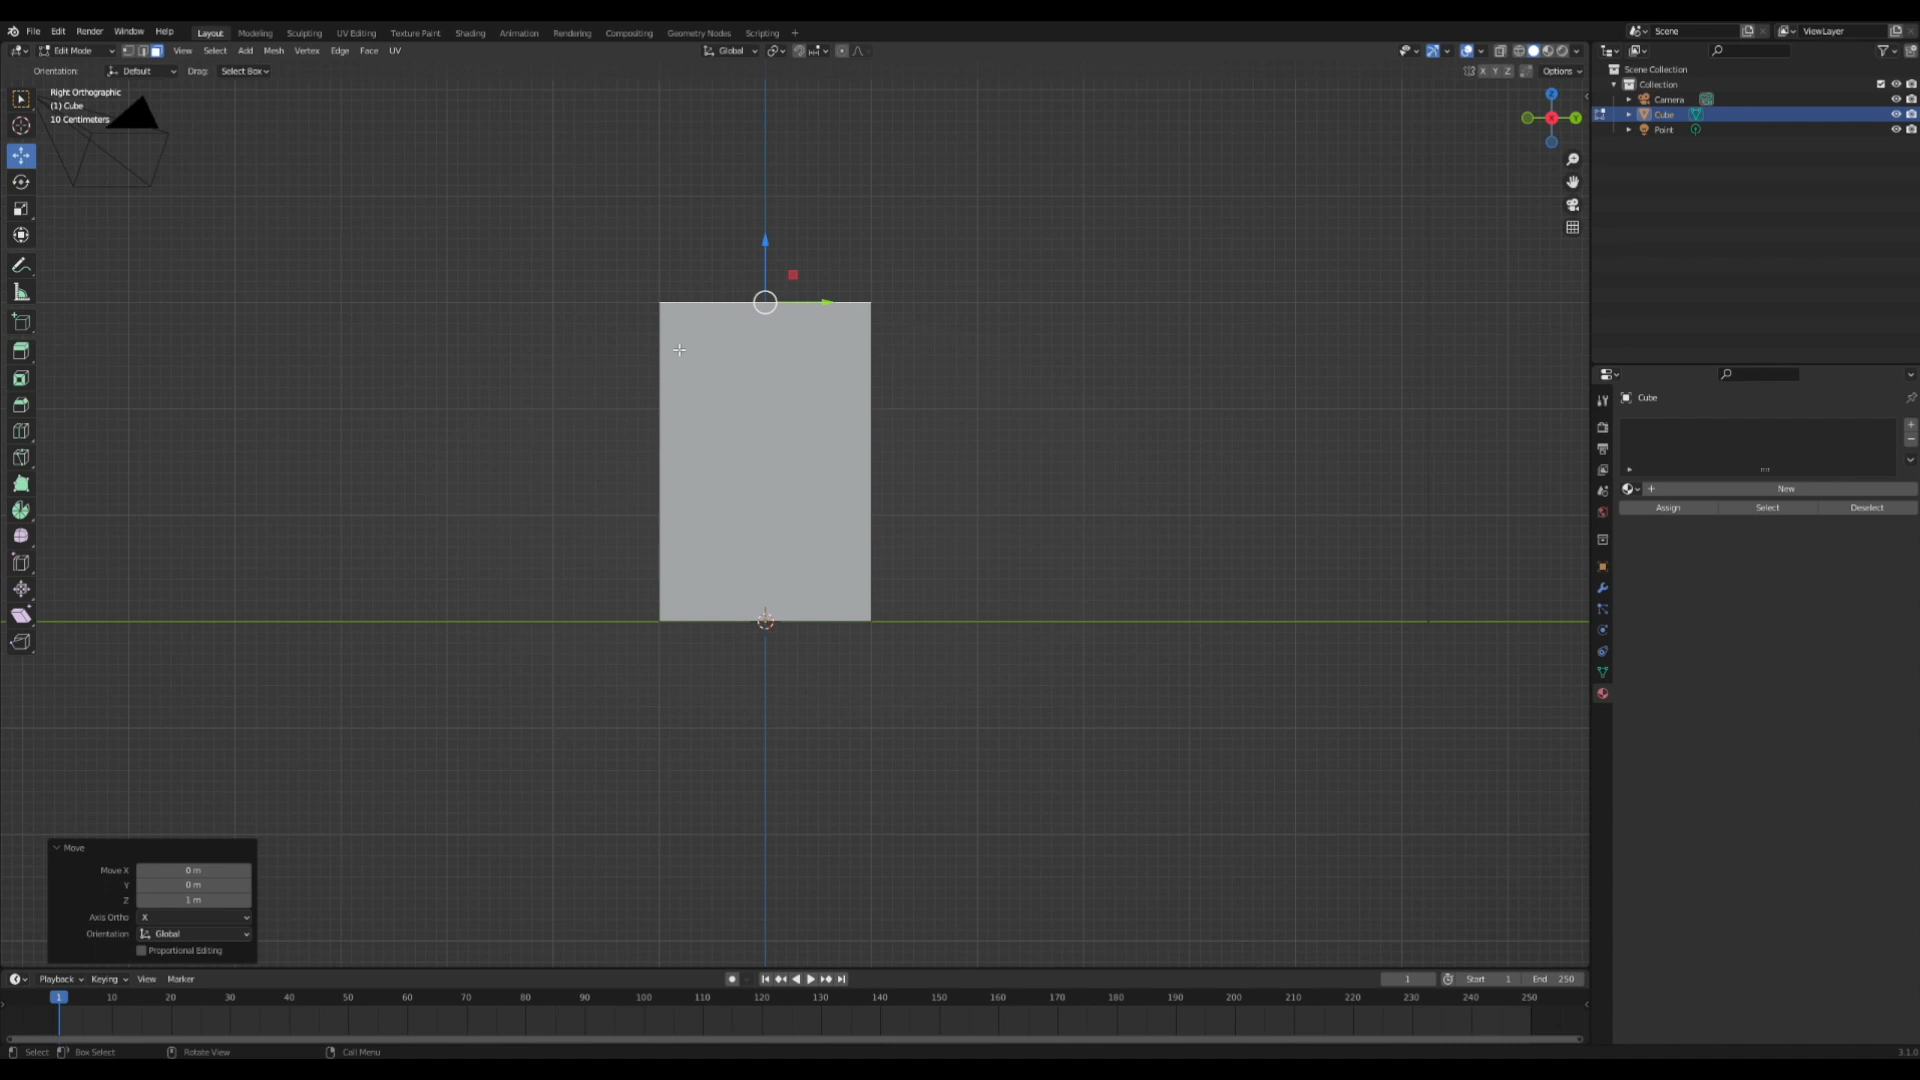 File Edit Render Window Help Layout Modeling Sculpting UV Editing Texture Paint Shading Animation Rendering Compositing Geometry Nodes Scripting + Scene ViewLayer
Edit Mode View Select Add Mesh Vertex Edge Face UV Global
Orientation: Default Drag: Select Box X Y Z Options
Right Orthographic
(1) Cube
10 Centimeters
Z
X
Y
Scene Collection
Collection
Camera
Cube
Point
Cube
+ New
Assign Select Deselect
Move
Move X 0 m
Y 0 m
Z 1 m
Axis Ortho X
Orientation Global
Proportional Editing
Playback Keying View Marker 1 Start 1 End 250
1 10 20 30 40 50 60 70 80 90 100 110 120 130 140 150 160 170 180 190 200 210 220 230 240 250
Select Box Select Rotate View Call Menu 3.1.0